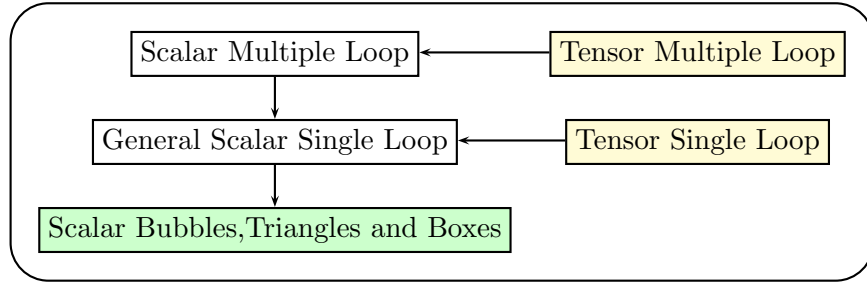 Scalar Multiple Loop
Tensor Multiple Loop
General Scalar Single Loop
Tensor Single Loop
Scalar Bubbles,Triangles and Boxes